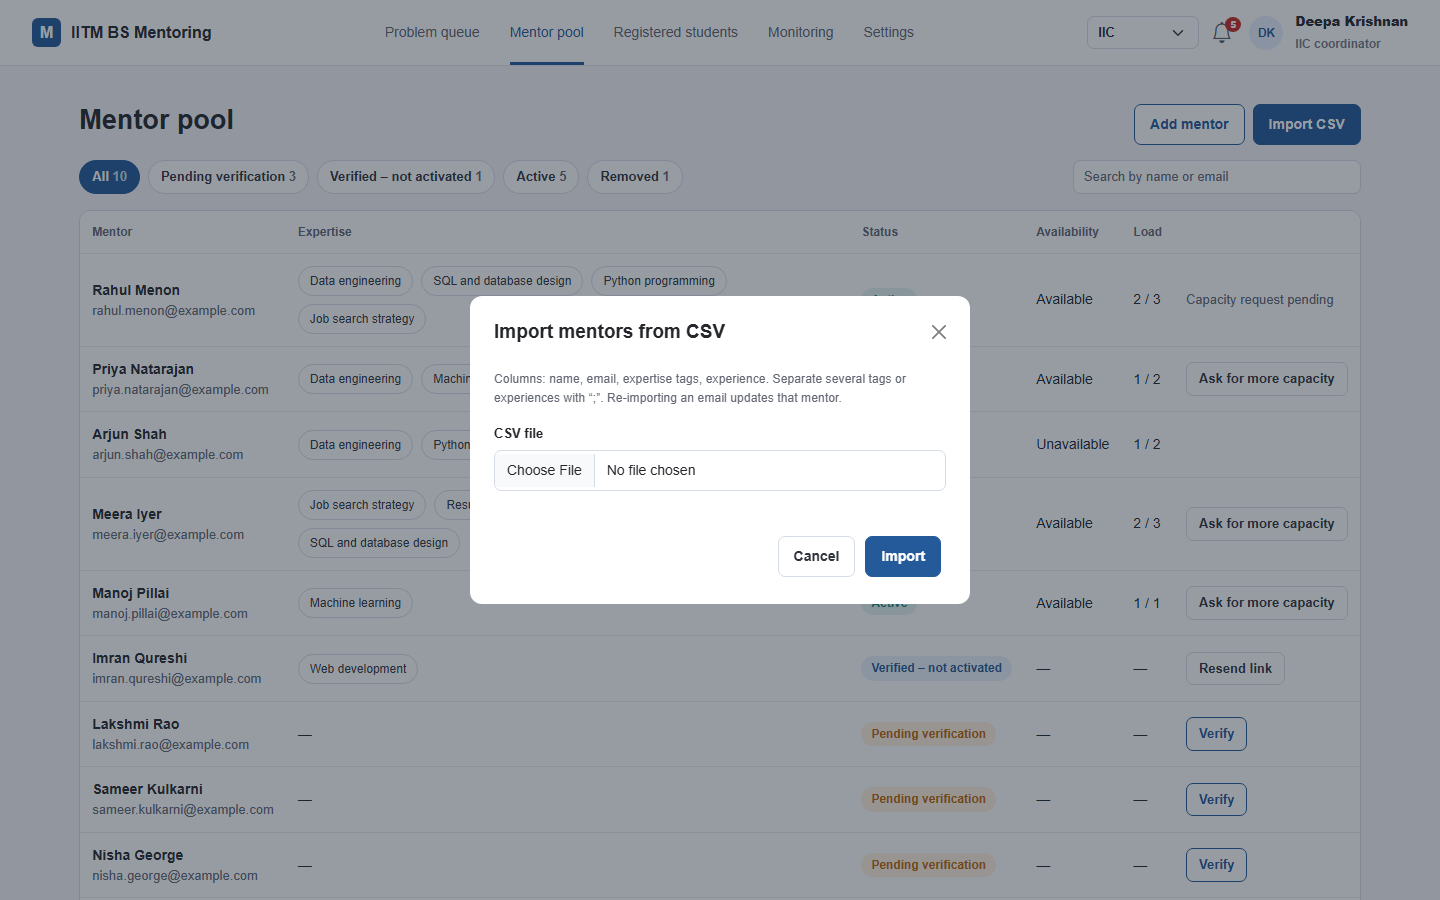 M IITM BS Mentoring
Problem queue
Mentor pool
Registered students
Monitoring
Settings
IIC
5
DK
Deepa Krishnan
IIC coordinator
Mentor pool
Add mentor
Import CSV
All 10
Pending verification 3
Verified – not activated 1
Active 5
Removed 1
Search by name or email
Mentor Expertise Status Availability Load
Rahul Menon
rahul.menon@example.com
Data engineering
SQL and database design
Python programming
Job search strategy
Available
2 / 3
Capacity request pending
Priya Natarajan
priya.natarajan@example.com
Data engineering
Available
1 / 2
Ask for more capacity
Arjun Shah
arjun.shah@example.com
Data engineering
Python
Unavailable
1 / 2
Meera Iyer
meera.iyer@example.com
Job search strategy
SQL and database design
Available
2 / 3
Ask for more capacity
Manoj Pillai
manoj.pillai@example.com
Machine learning
Active
Available
1 / 1
Ask for more capacity
Imran Qureshi
imran.qureshi@example.com
Web development
Verified – not activated
—
—
Resend link
Lakshmi Rao
lakshmi.rao@example.com
—
Pending verification
—
—
Verify
Sameer Kulkarni
sameer.kulkarni@example.com
—
Pending verification
—
—
Verify
Nisha George
nisha.george@example.com
—
Pending verification
—
—
Verify
Import mentors from CSV
Columns: name, email, expertise tags, experience. Separate several tags or
experiences with “;”. Re-importing an email updates that mentor.
CSV file
Choose File No file chosen
Cancel
Import